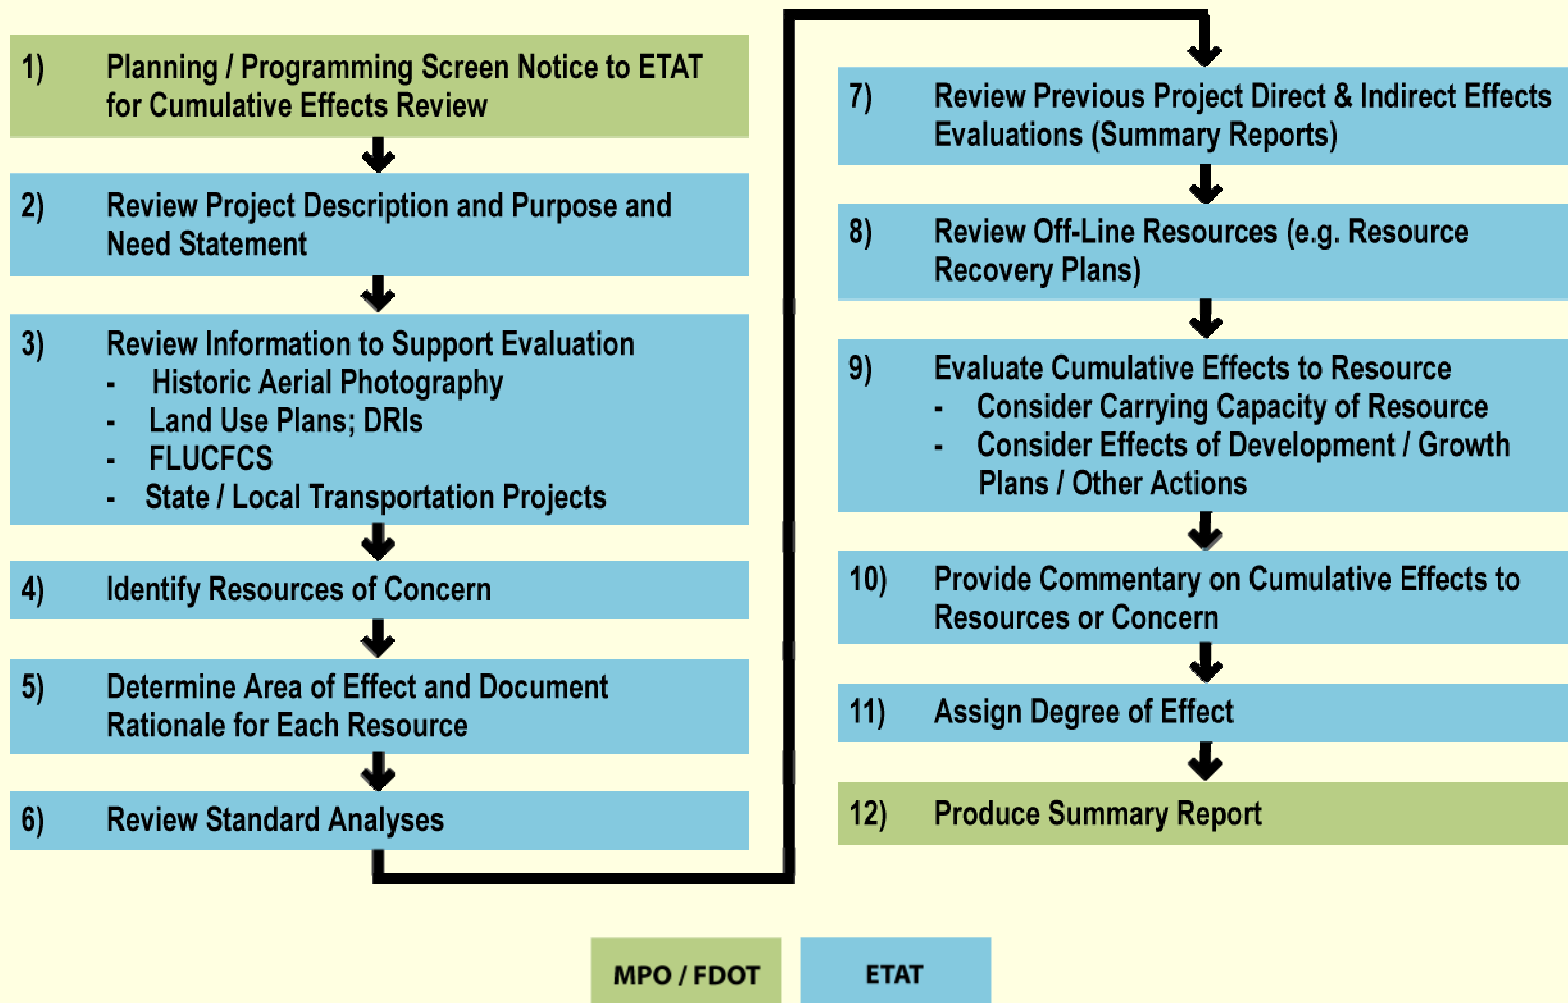 1) Planning / Programming Screen Notice to ETAT
for Cumulative Effects Review
2) Review Project Description and Purpose and
Need Statement
3) Review Information to Support Evaluation
- Historic Aerial Photography
- Land Use Plans; DRIs
- FLUCFCS
- State / Local Transportation Projects
4) Identify Resources of Concern
5) Determine Area of Effect and Document
Rationale for Each Resource
6) Review Standard Analyses
7) Review Previous Project Direct & Indirect Effects
Evaluations (Summary Reports)
8) Review Off-Line Resources (e.g. Resource
Recovery Plans)
9) Evaluate Cumulative Effects to Resource
- Consider Carrying Capacity of Resource
- Consider Effects of Development / Growth
Plans / Other Actions
10) Provide Commentary on Cumulative Effects to
Resources or Concern
11) Assign Degree of Effect
12) Produce Summary Report
MPO / FDOT
ETAT